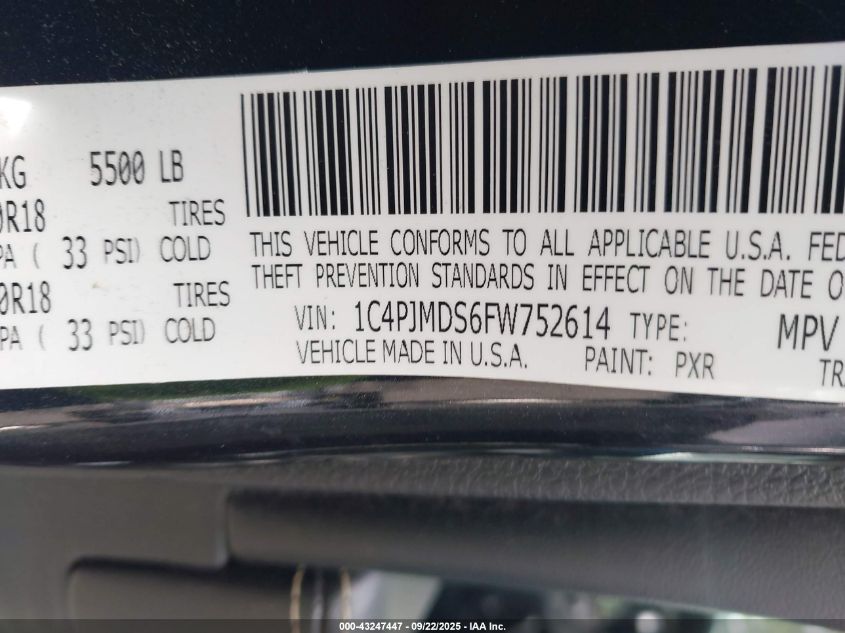 KG 5500 LB
0R18 TIRES
PA ( 33 PSI) COLD
0R18 TIRES
PA ( 33 PSI) COLD
THIS VEHICLE CONFORMS TO ALL APPLICABLE U.S.A. FED
THEFT PREVENTION STANDARDS IN EFFECT ON THE DATE O
VIN: 1C4PJMDS6FW752614 TYPE: MPV
VEHICLE MADE IN U.S.A. PAINT: PXR TR
000-43247447 - 09/22/2025 - IAA Inc.